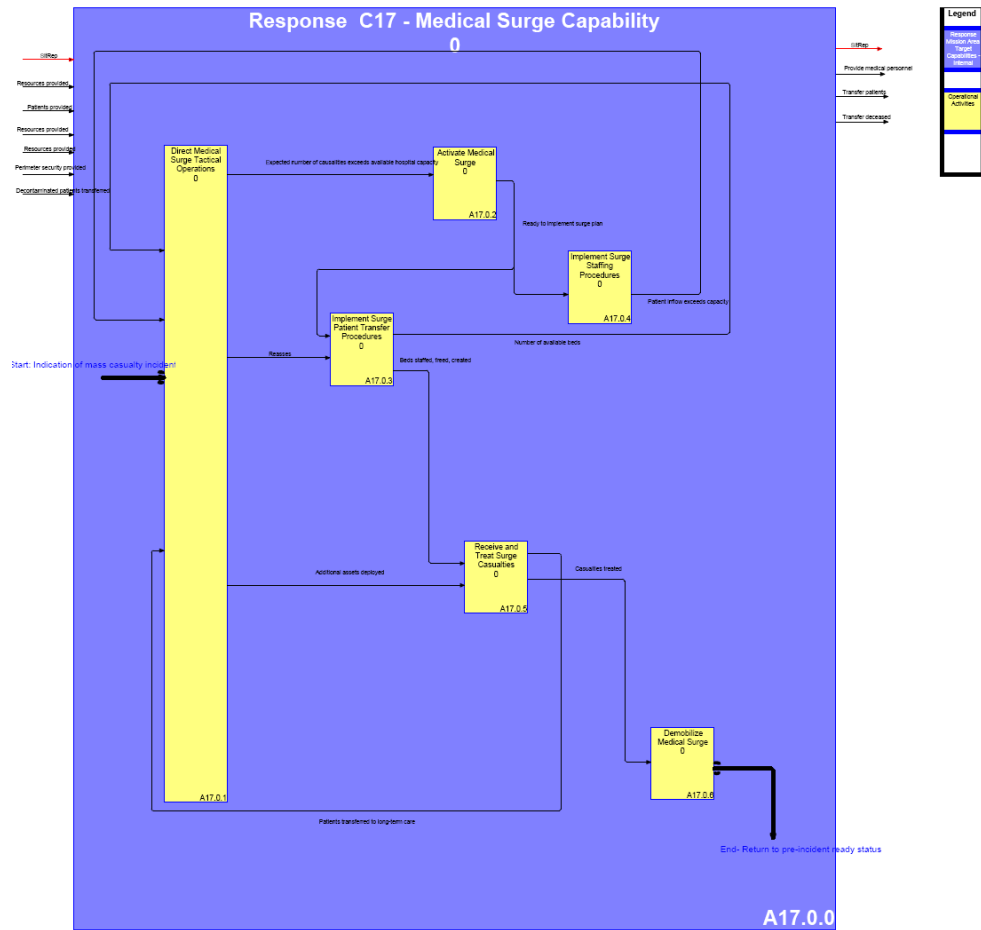 Response  C17 - Medical Surge Capability
0
Legend
Response
Mission Area
Target
Capabilities -
Internal
Operational
Activities
SitRep
Resources provided
Patients provided
Resources provided
Resources provided
Perimeter security provided
Decontaminated patients transferred
SitRep
Provide medical personnel
Transfer patients
Transfer deceased
Direct Medical
Surge Tactical
Operations
0
A17.0.1
Expected number of causalities exceeds available hospital capacity
Activate Medical
Surge
0
A17.0.2
Ready to implement surge plan
Implement Surge
Staffing
Procedures
0
A17.0.4
Patient inflow exceeds capacity
Implement Surge
Patient Transfer
Procedures
0
A17.0.3
Number of available beds
Reasses
Beds staffed, freed, created
Start: Indication of mass casualty incident
Receive and
Treat Surge
Casualties
0
A17.0.5
Additional assets deployed
Casualties treated
Demobilize
Medical Surge
0
A17.0.6
Patients transferred to long-term care
End- Return to pre-incident ready status
A17.0.0